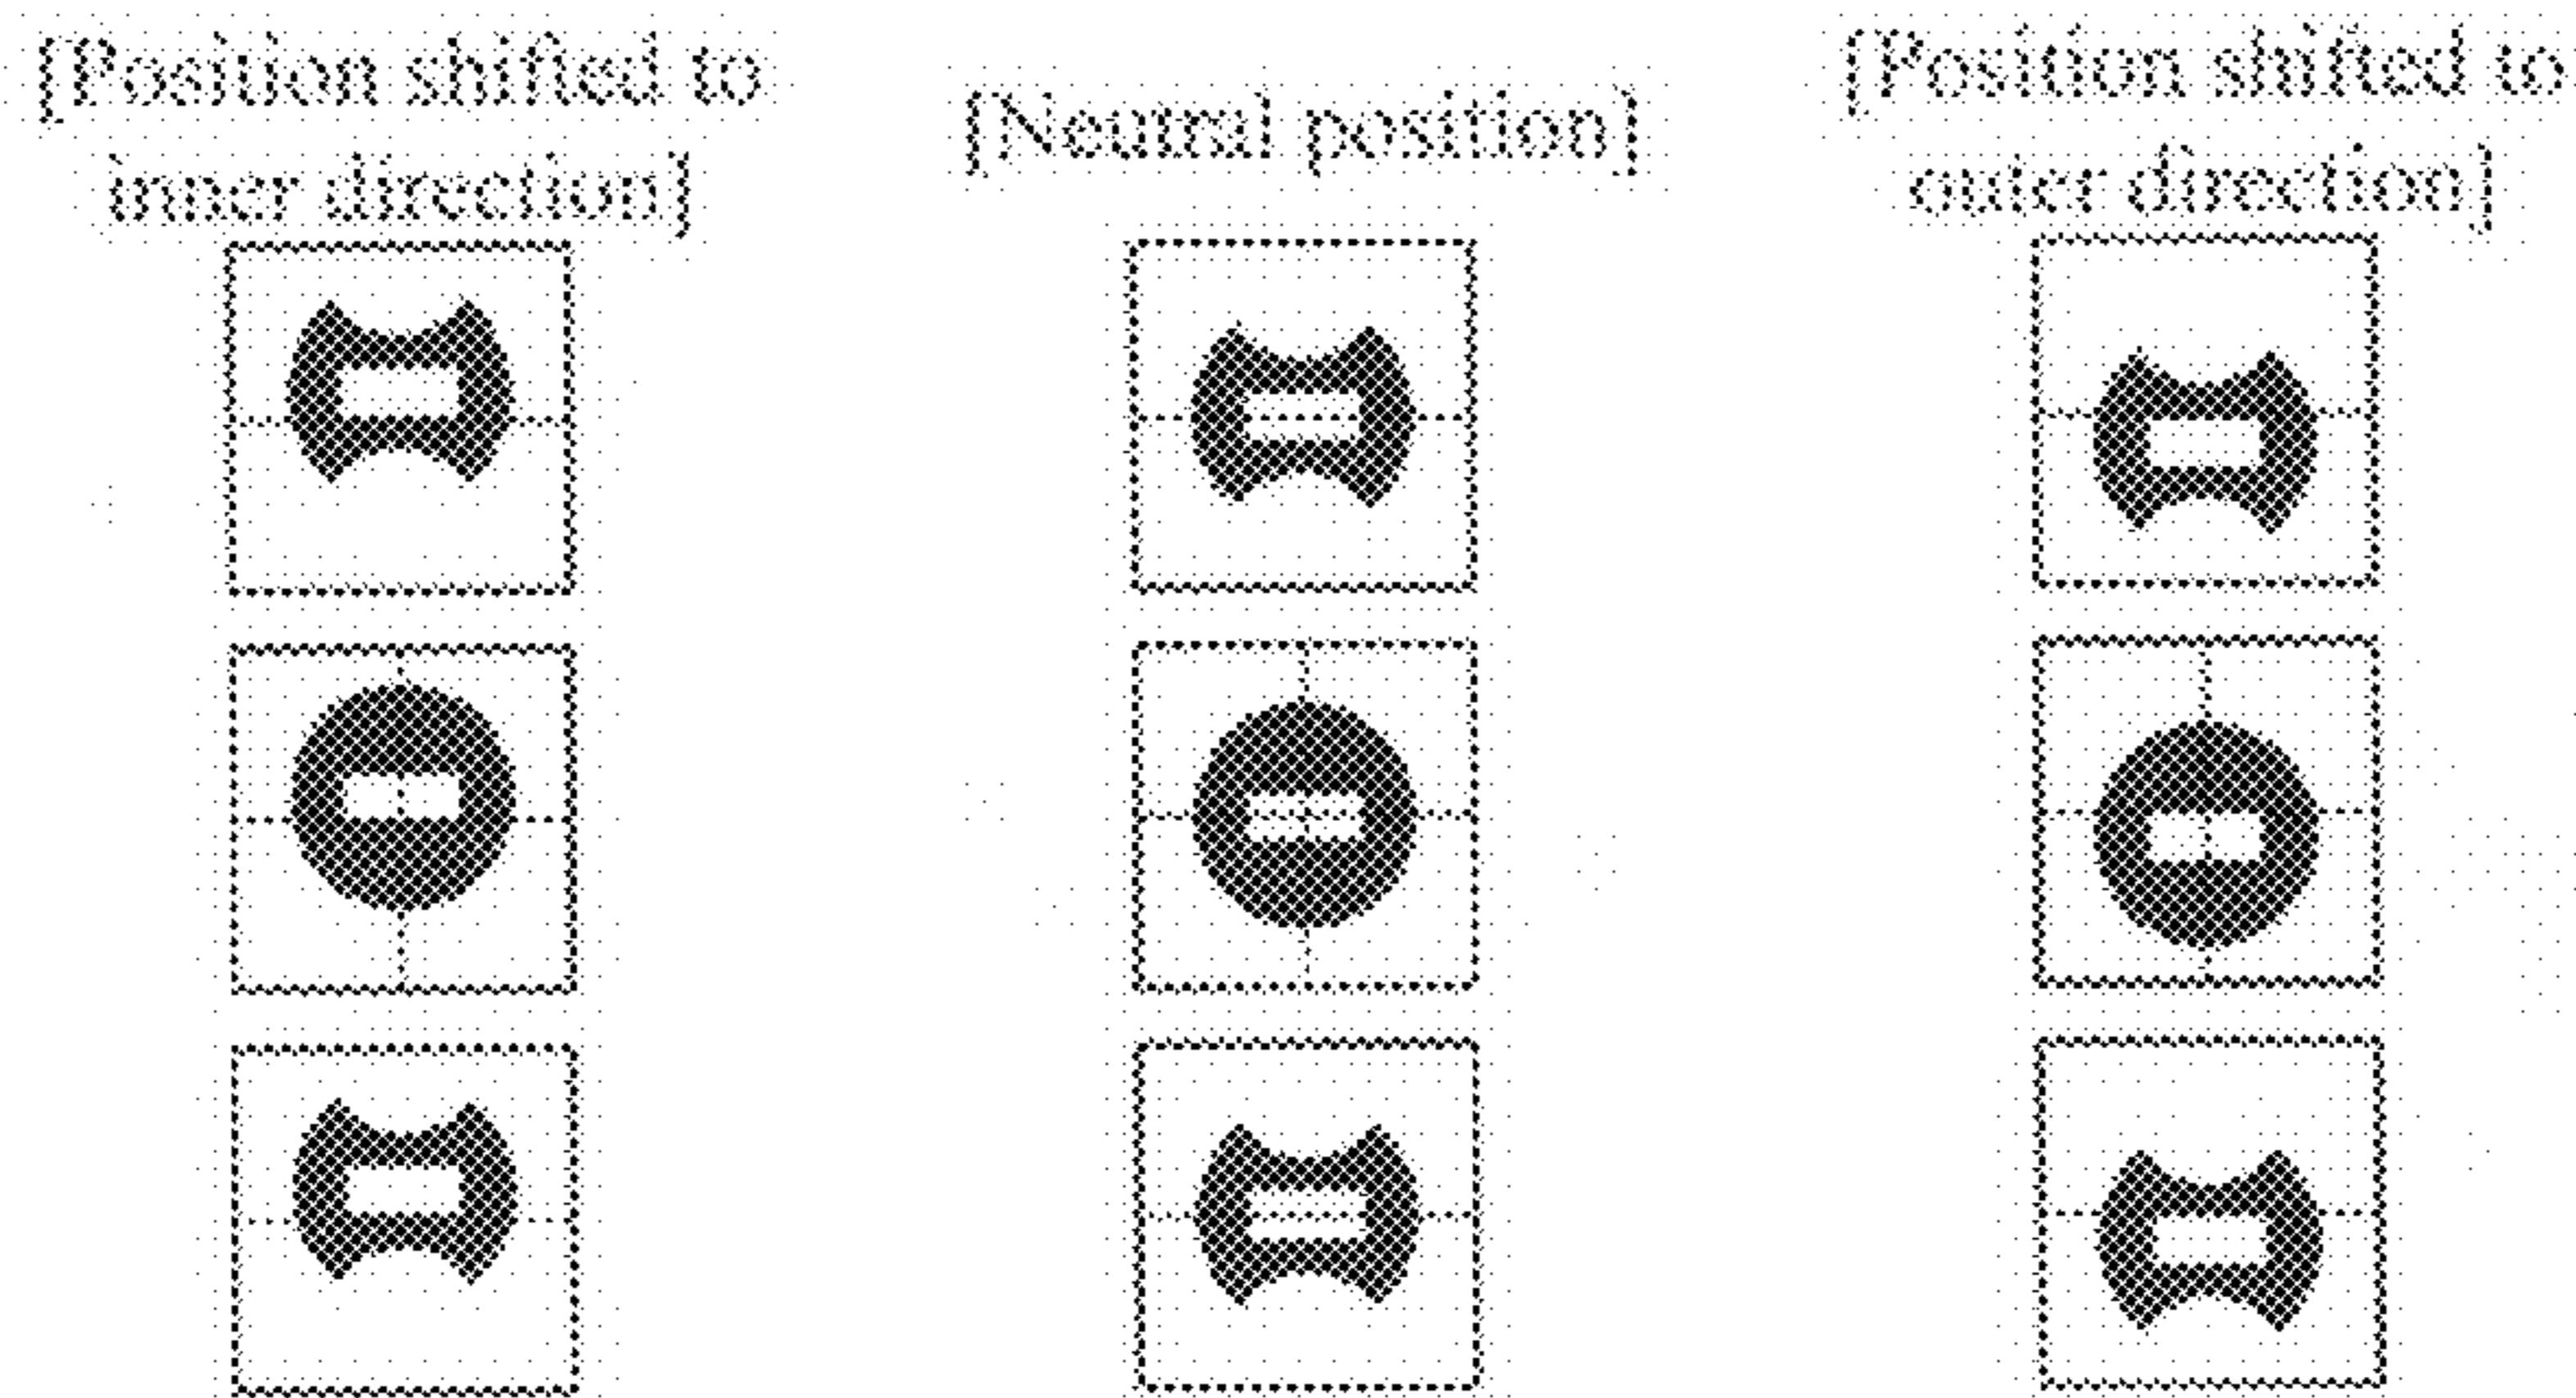 [Position shifted to
inner direction]
[Neutral position]
[Position shifted to
outer direction]